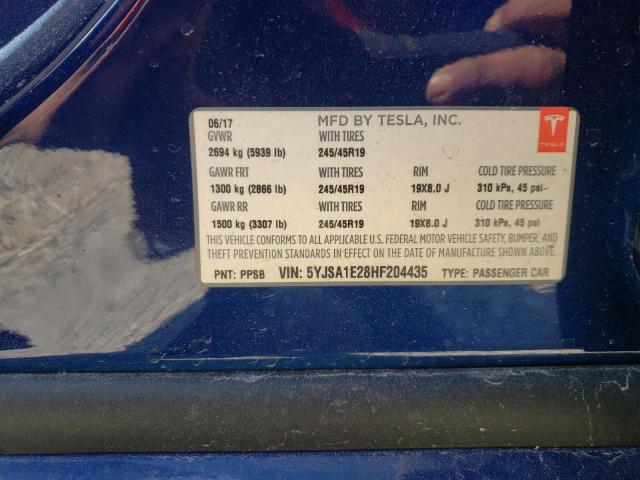 06/17 MFD BY TESLA, INC.
GVWR WITH TIRES
2694 kg (5939 lb) 245/45R19
TESLA
GAWR FRT WITH TIRES RIM COLD TIRE PRESSURE
1300 kg (2866 lb) 245/45R19 19X8.0 J 310 kPa, 45 psi
GAWR RR WITH TIRES RIM COLD TIRE PRESSURE
1500 kg (3307 lb) 245/45R19 19X8.0 J 310 kPa, 45 psi
THIS VEHICLE CONFORMS TO ALL APPLICABLE U.S. FEDERAL MOTOR VEHICLE SAFETY, BUMPER, AND
THEFT PREVENTION STANDARDS IN EFFECT ON THE DATE OF MANUFACTURE SHOWN ABOVE.
PNT: PPSB VIN: 5YJSA1E28HF204435 TYPE: PASSENGER CAR